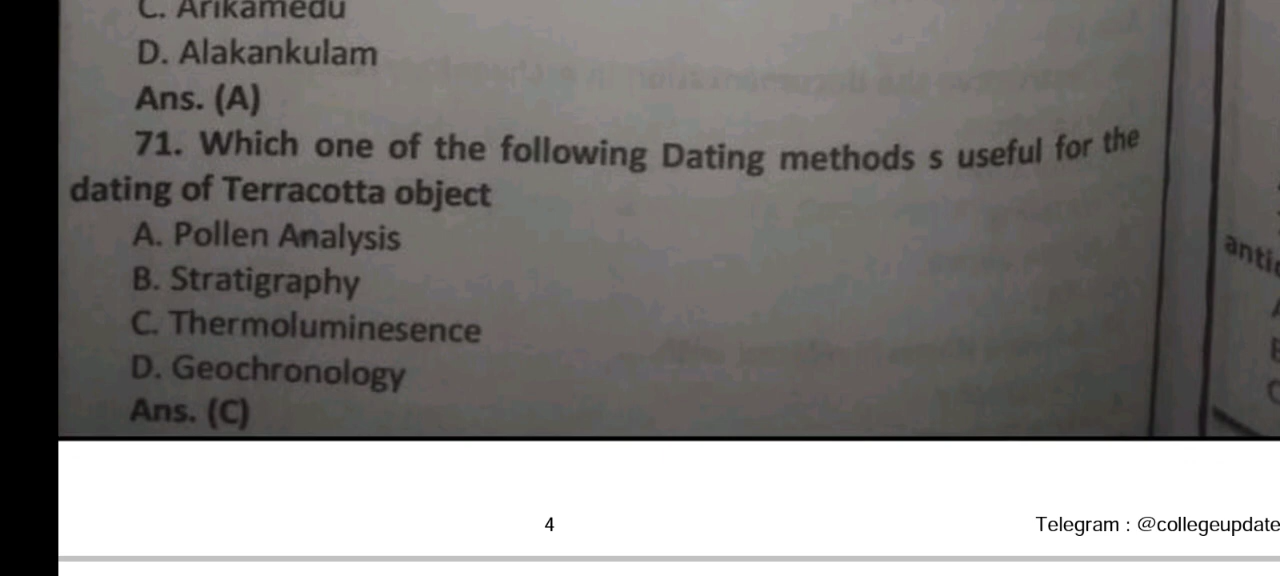 C. Arikamedu
D. Alakankulam
Ans. (A)
71. Which one of the following Dating methods s useful for the
dating of Terracotta object
A. Pollen Analysis
B. Stratigraphy
C. Thermoluminesence
D. Geochronology
Ans. (C)
4
Telegram : @collegeupdate